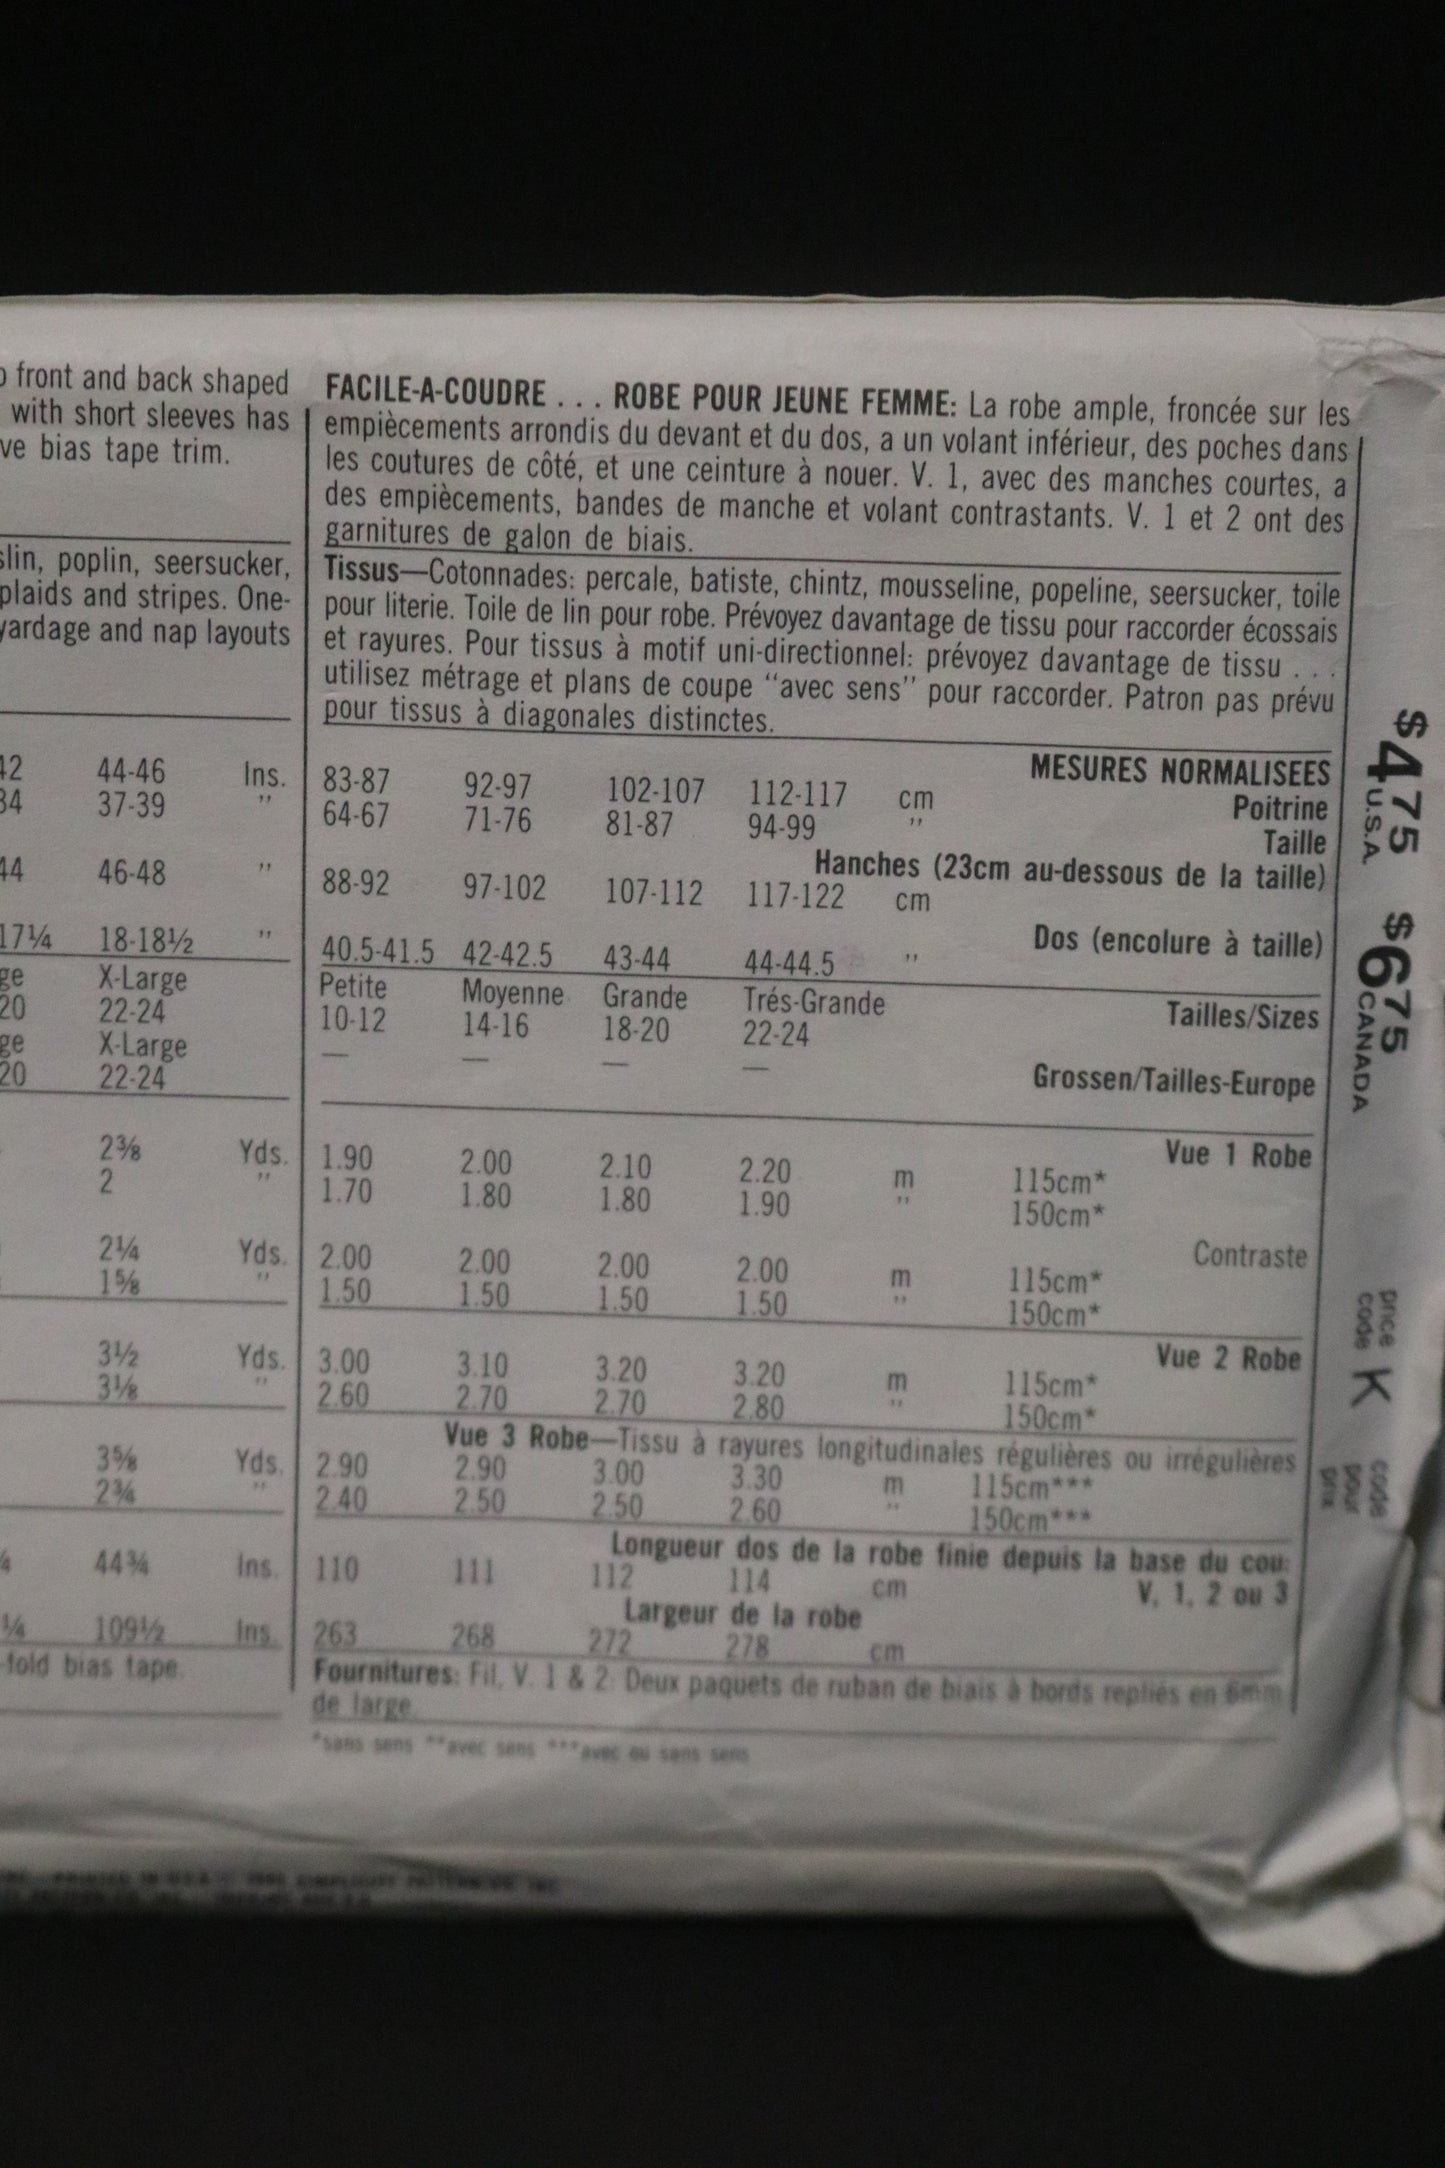 front and back shaped
with short sleeves has
bias tape trim.
poplin, seersucker,
plaids and stripes. One-
yardage and nap layouts
44-46 Ins.
37-39 ''
46-48 ''
17¼ 18-18½ ''
X-Large
20 22-24
X-Large
20 22-24
2⅜ Yds.
2 ''
2¼ Yds.
1⅝ ''
3½ Yds.
3⅛ ''
3⅝ Yds.
2¾ ''
44¾ Ins.
109½ Ins.
-fold bias tape.
FACILE-A-COUDRE . . . ROBE POUR JEUNE FEMME: La robe ample, froncée sur les
empiècements arrondis du devant et du dos, a un volant inférieur, des poches dans
les coutures de côté, et une ceinture à nouer. V. 1, avec des manches courtes, a
des empiècements, bandes de manche et volant contrastants. V. 1 et 2 ont des
garnitures de galon de biais.
Tissus—Cotonnades: percale, batiste, chintz, mousseline, popeline, seersucker, toile
pour literie. Toile de lin pour robe. Prévoyez davantage de tissu pour raccorder écossais
et rayures. Pour tissus à motif uni-directionnel: prévoyez davantage de tissu . . .
utilisez métrage et plans de coupe “avec sens” pour raccorder. Patron pas prévu
pour tissus à diagonales distinctes.
MESURES NORMALISEES
83-87 92-97 102-107 112-117 cm Poitrine
64-67 71-76 81-87 94-99 '' Taille
Hanches (23cm au-dessous de la taille)
88-92 97-102 107-112 117-122 cm
Dos (encolure à taille)
40.5-41.5 42-42.5 43-44 44-44.5 ''
Petite Moyenne Grande Trés-Grande
10-12 14-16 18-20 22-24 Tailles/Sizes
— — — — Grossen/Tailles-Europe
Vue 1 Robe
1.90 2.00 2.10 2.20 m 115cm*
1.70 1.80 1.80 1.90 '' 150cm*
Contraste
2.00 2.00 2.00 2.00 m 115cm*
1.50 1.50 1.50 1.50 '' 150cm*
Vue 2 Robe
3.00 3.10 3.20 3.20 m 115cm*
2.60 2.70 2.70 2.80 '' 150cm*
Vue 3 Robe—Tissu à rayures longitudinales régulières ou irrégulières
2.90 2.90 3.00 3.30 m 115cm***
2.40 2.50 2.50 2.60 '' 150cm***
Longueur dos de la robe finie depuis la base du cou:
110 111 112 114 cm V. 1, 2 ou 3
Largeur de la robe
263 268 272 278 cm
Fournitures: Fil, V. 1 & 2: Deux paquets de ruban de biais à bords repliés en 6mm
de large.
*sans sens **avec sens ***avec ou sans sens
$475 U.S.A.
$675 CANADA
price code K code pour prix